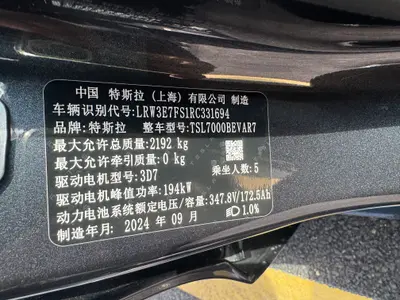 中国 特斯拉（上海）有限公司 制造
车辆识别代号: LRW3E7FS1RC331694
品牌: 特斯拉 整车型号: TSL7000BEVAR7
最大允许总质量: 2192 kg
最大允许牵引质量: 0 kg
驱动电机型号: 3D7 乘坐人数: 5
驱动电机峰值功率: 194kW
动力电池系统额定电压/容量: 347.8V/172.5Ah
制造年月: 2024 年 09 月 1.0%